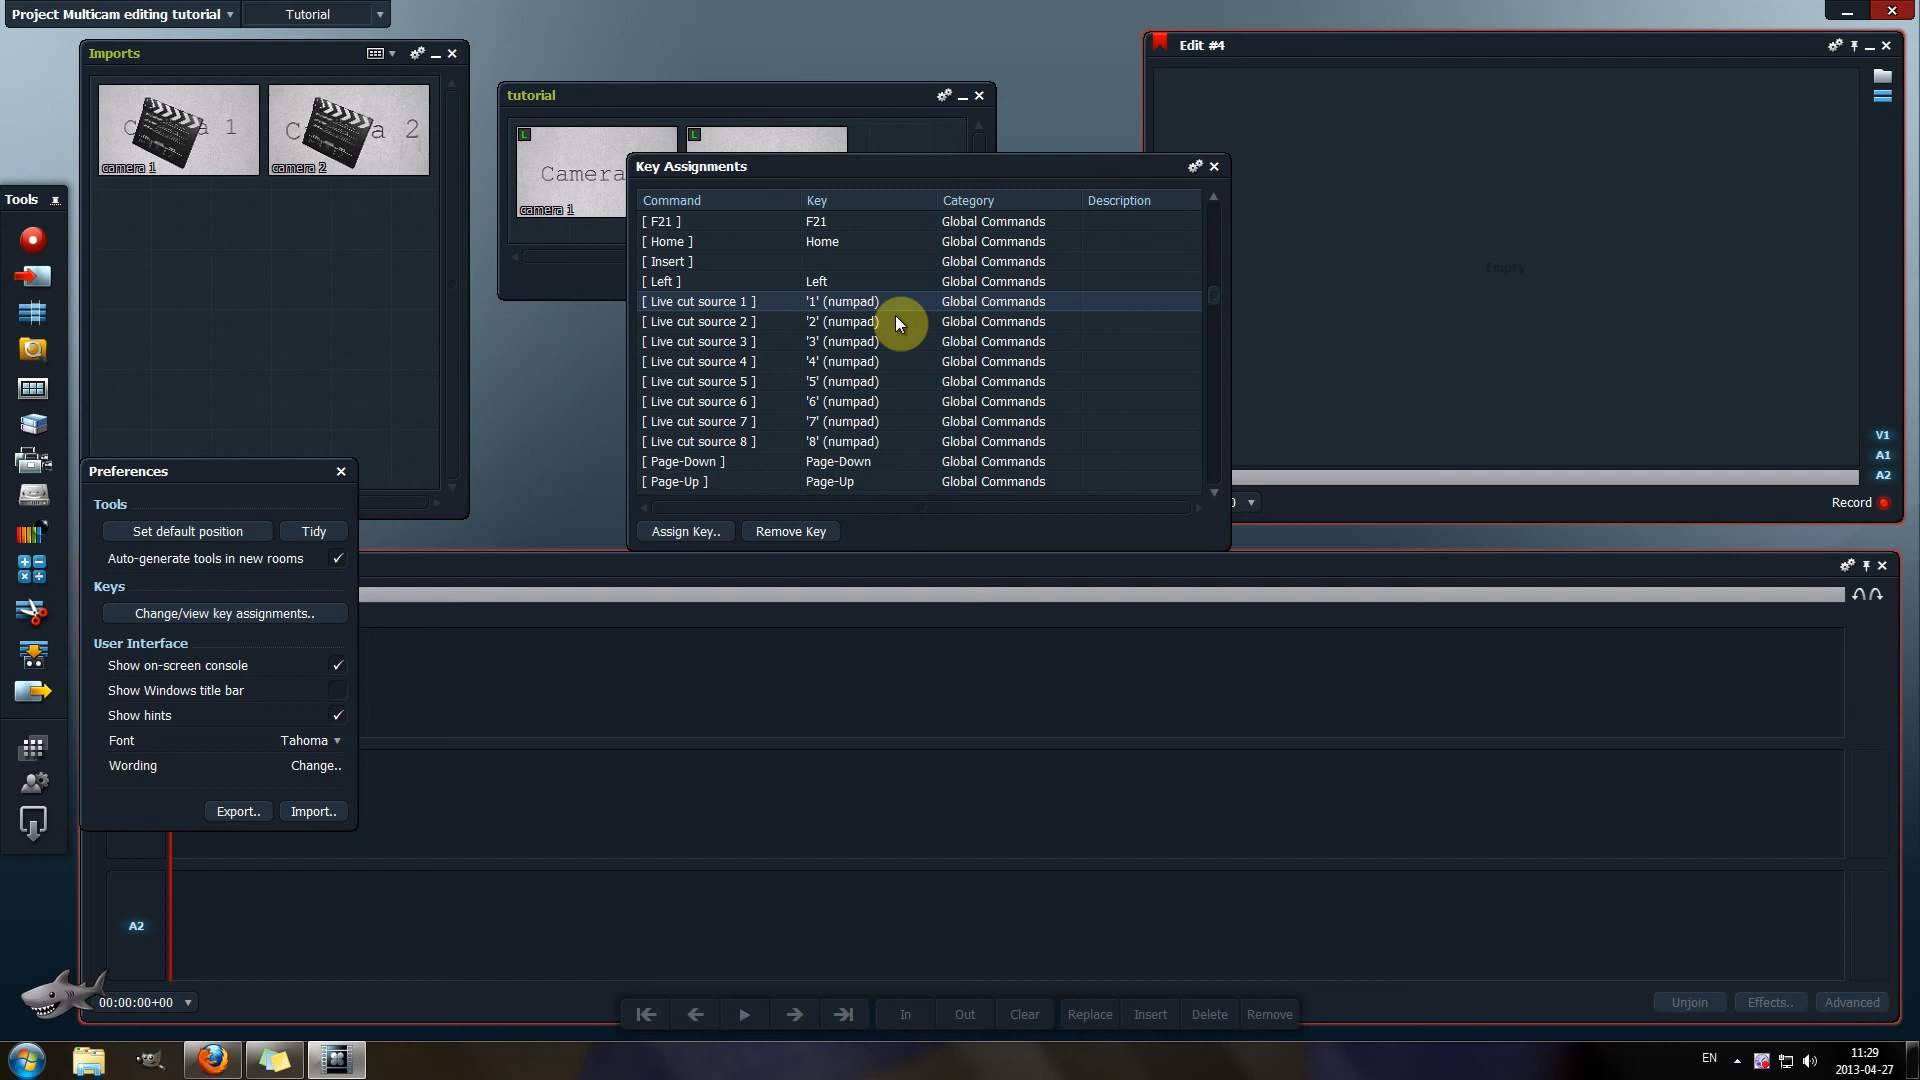 Project Multicam editing tutorial
Tutorial
Imports
Camera 2
camera 1
camera 2
Tools
tutorial
L
L
Camera
camera 1
Edit #4
Empty
V1
A1
A2
Record
Key Assignments
Command Key Category Description
[ F21 ] F21 Global Commands
[ Home ] Home Global Commands
[ Insert ] Global Commands
[ Left ] Left Global Commands
[ Live cut source 1 ] '1' (numpad) Global Commands
[ Live cut source 2 ] '2' (numpad) Global Commands
[ Live cut source 3 ] '3' (numpad) Global Commands
[ Live cut source 4 ] '4' (numpad) Global Commands
[ Live cut source 5 ] '5' (numpad) Global Commands
[ Live cut source 6 ] '6' (numpad) Global Commands
[ Live cut source 7 ] '7' (numpad) Global Commands
[ Live cut source 8 ] '8' (numpad) Global Commands
[ Page-Down ] Page-Down Global Commands
[ Page-Up ] Page-Up Global Commands
Assign Key.. Remove Key
Preferences
Tools
Set default position Tidy
Auto-generate tools in new rooms
Keys
Change/view key assignments..
User Interface
Show on-screen console
Show Windows title bar
Show hints
Font Tahoma
Wording Change..
Export.. Import..
A2
00:00:00+00
In Out Clear Replace Insert Delete Remove
Unjoin Effects.. Advanced
EN
11:29
2013-04-27